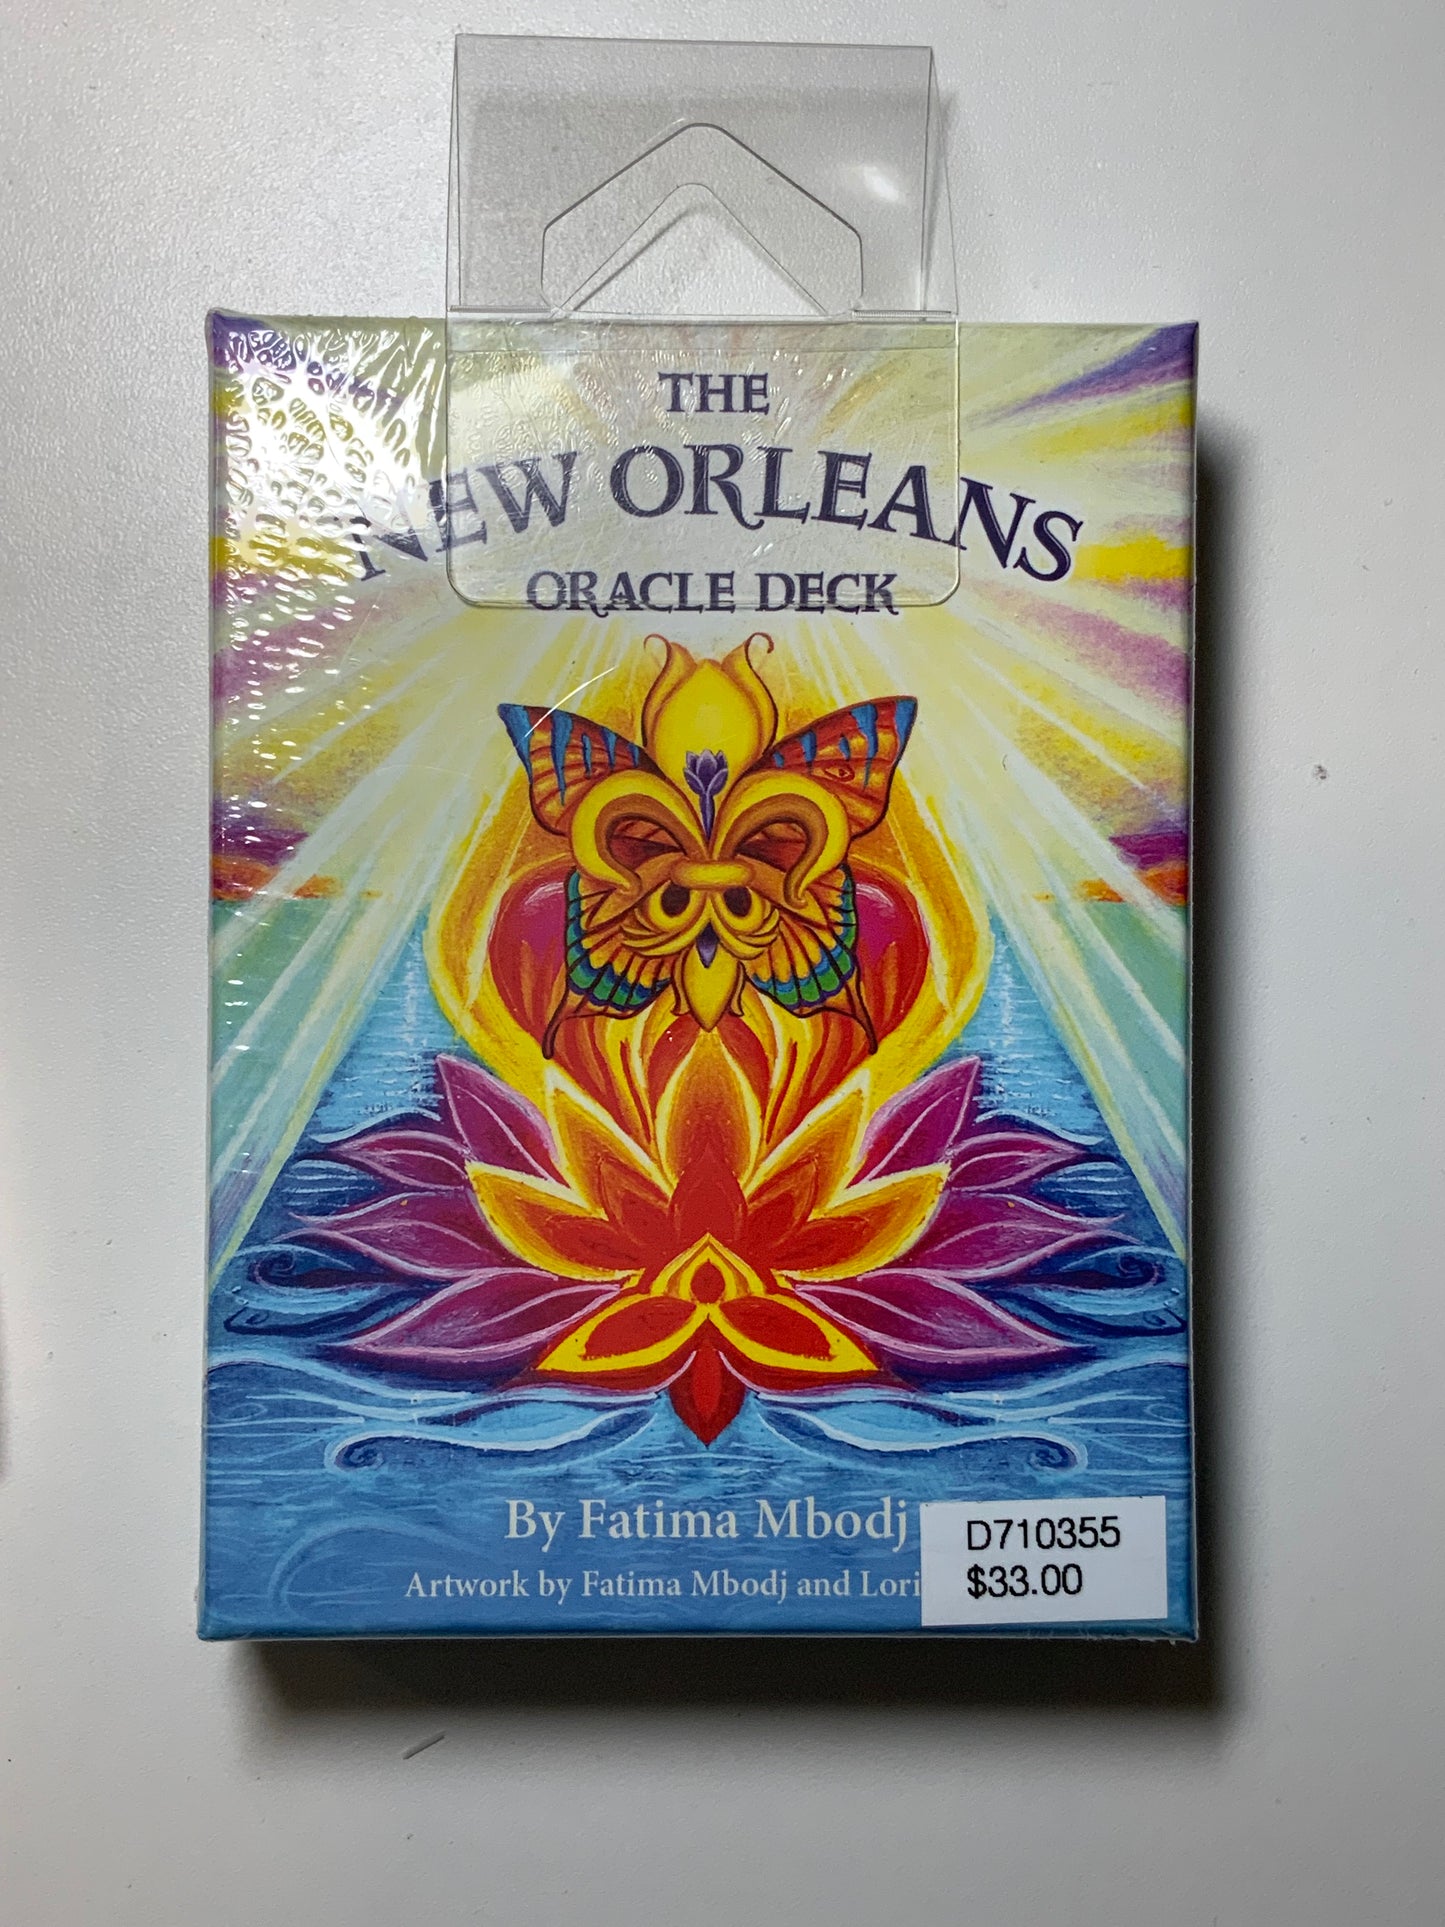 THE
NEW ORLEANS
ORACLE DECK
By Fatima Mbodj
Artwork by Fatima Mbodj and Lori
D710355
$33.00